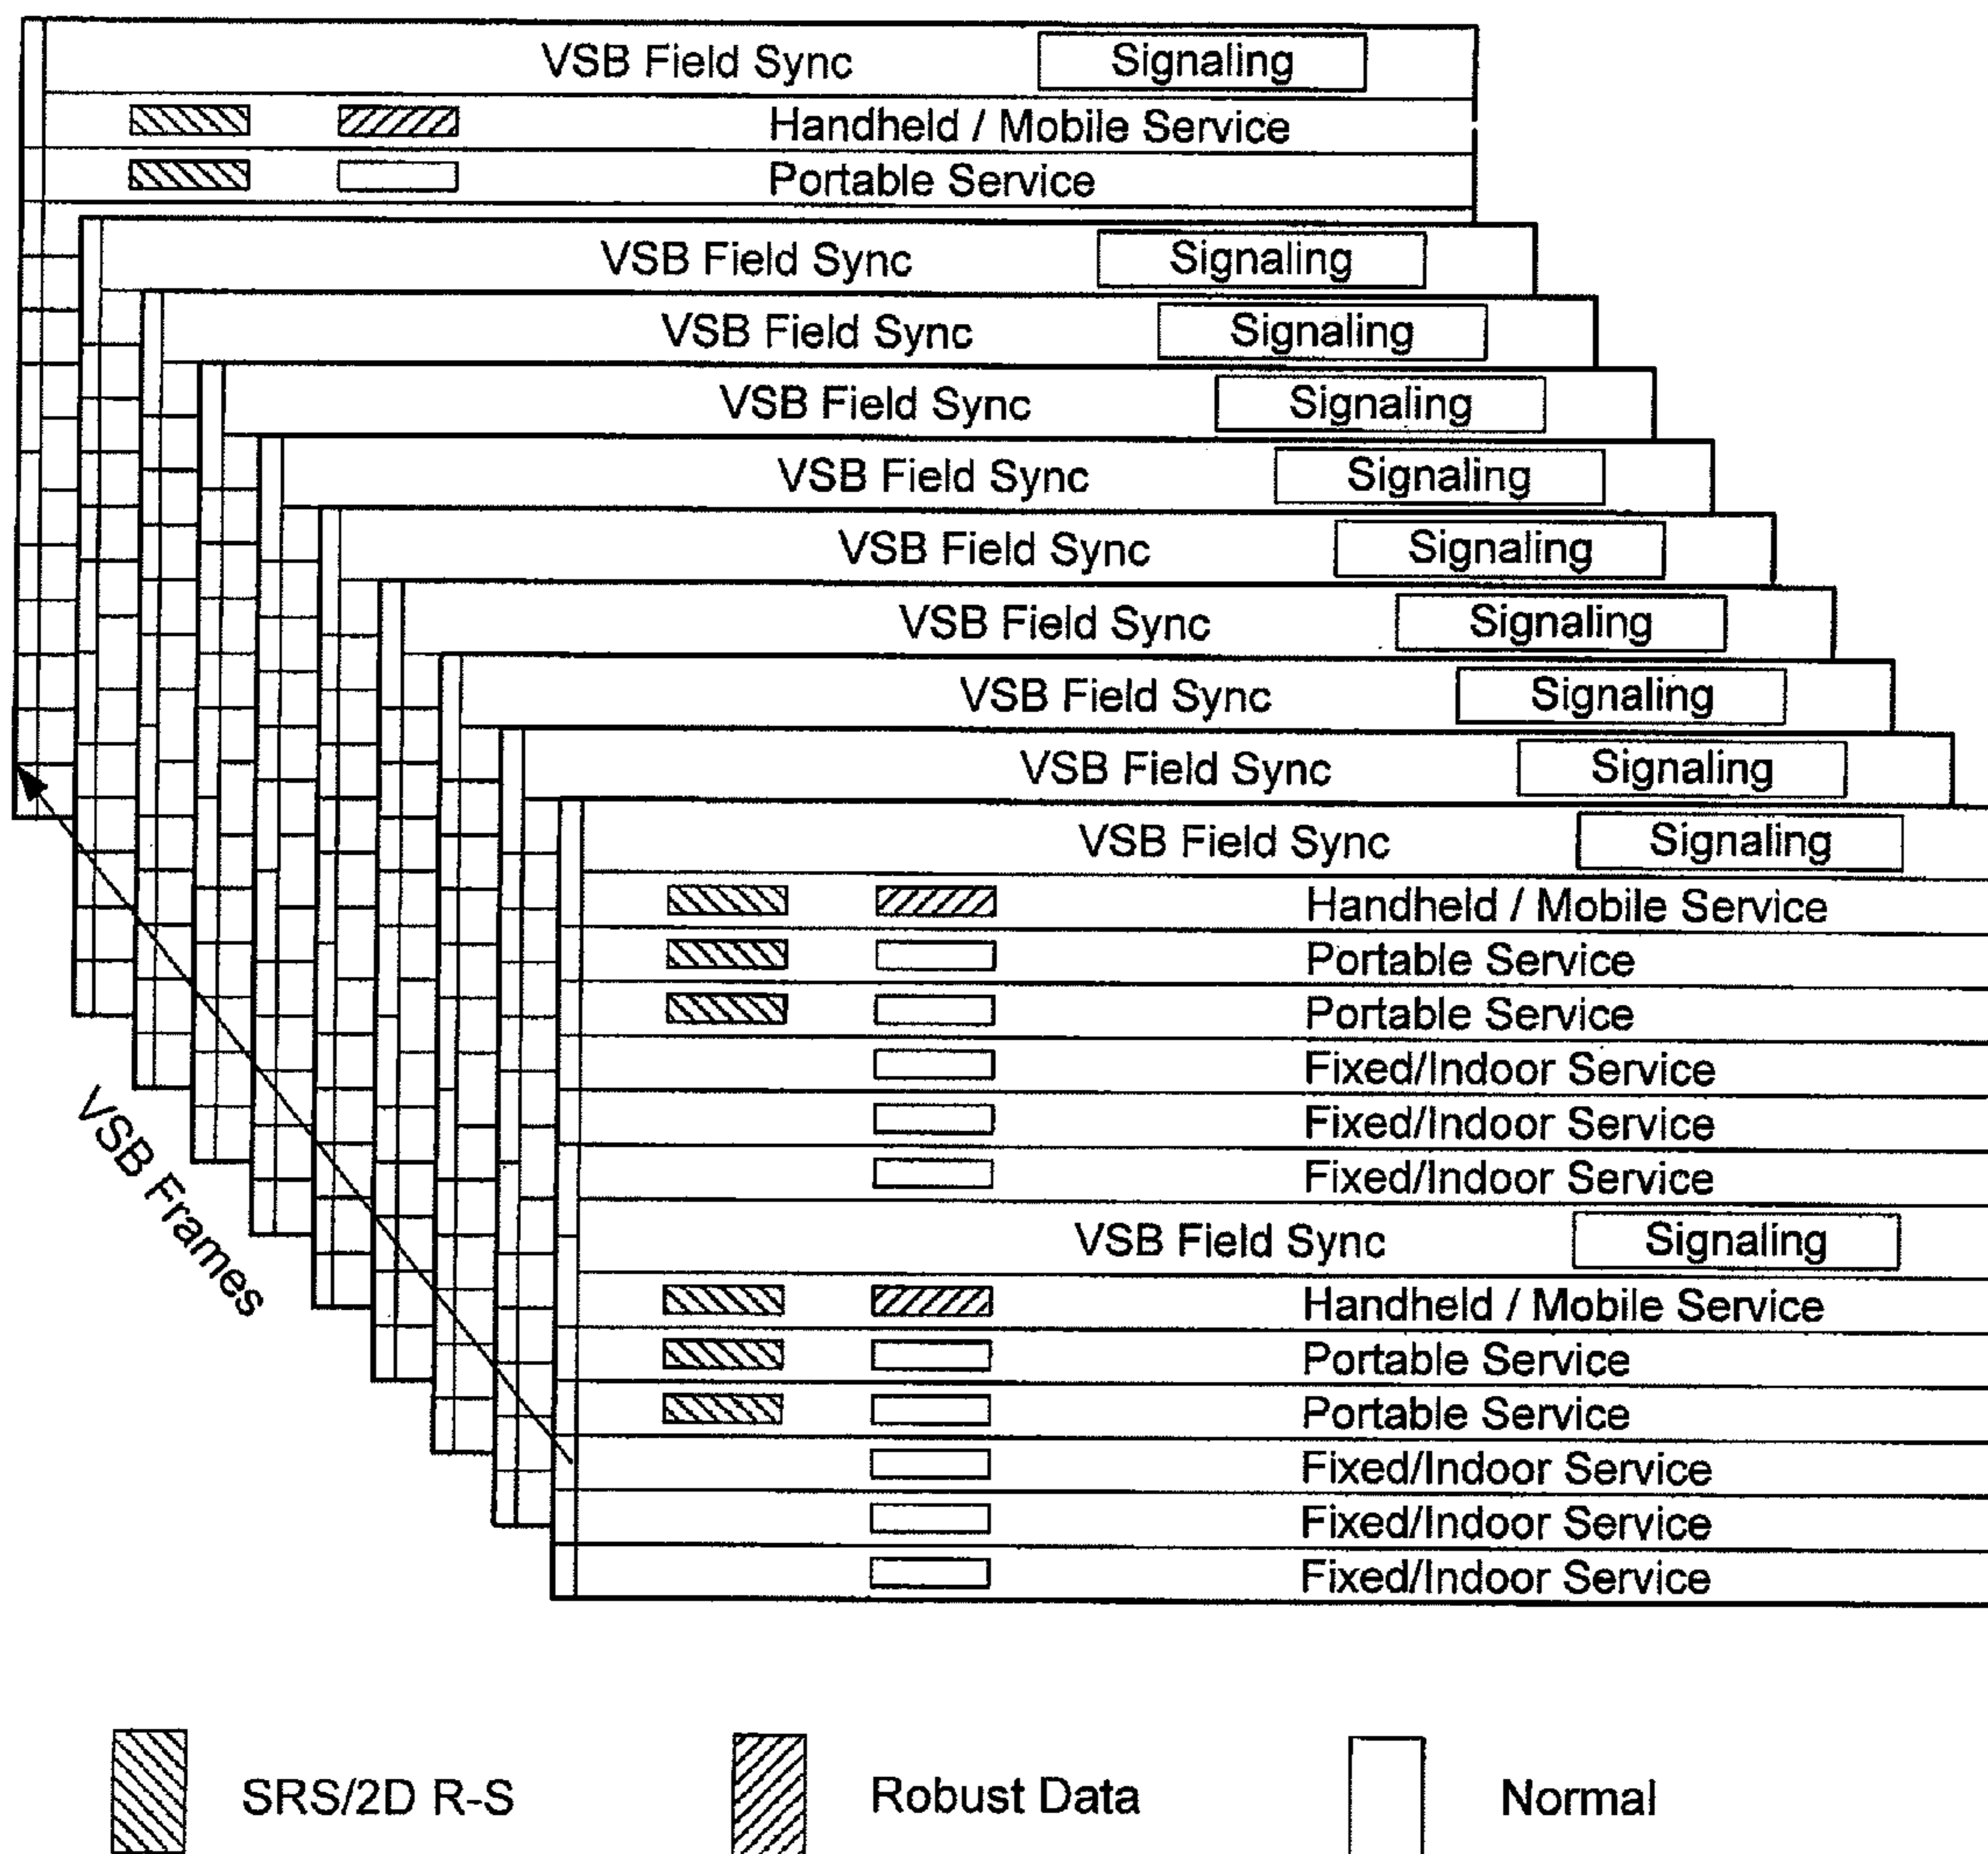 VSB Field Sync Signaling
Handheld / Mobile Service
Portable Service
VSB Field Sync Signaling
VSB Field Sync Signaling
VSB Field Sync Signaling
VSB Field Sync Signaling
VSB Field Sync Signaling
VSB Field Sync Signaling
VSB Field Sync Signaling
VSB Field Sync Signaling
VSB Field Sync Signaling
Handheld / Mobile Service
Portable Service
Portable Service
Fixed/Indoor Service
Fixed/Indoor Service
Fixed/Indoor Service
VSB Field Sync Signaling
Handheld / Mobile Service
Portable Service
Portable Service
Fixed/Indoor Service
Fixed/Indoor Service
Fixed/Indoor Service
VSB Frames
SRS/2D R-S Robust Data Normal